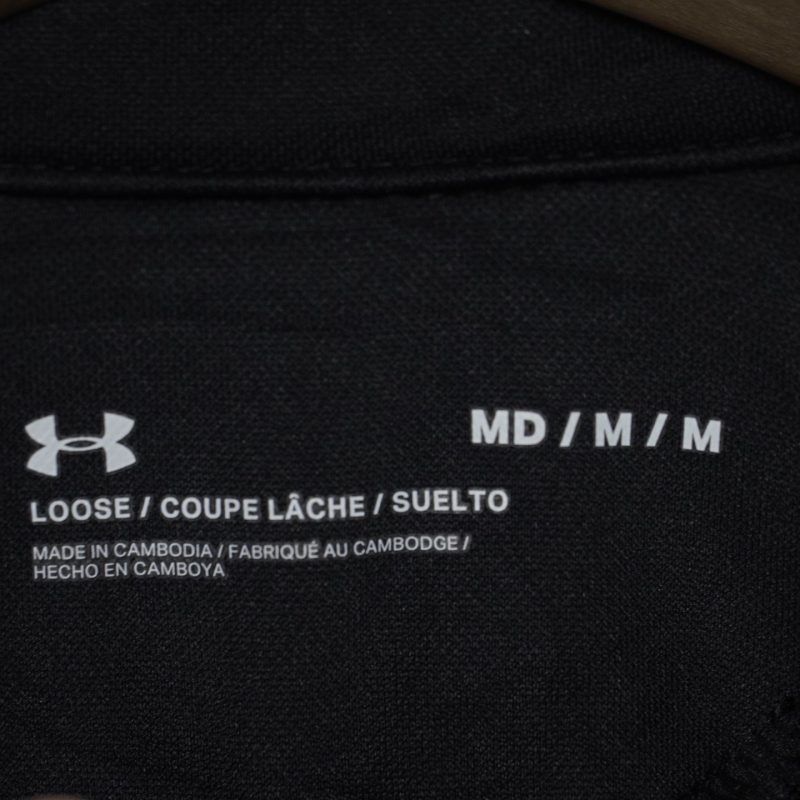 MD / M / M
LOOSE / COUPE LÂCHE / SUELTO
MADE IN CAMBODIA / FABRIQUÉ AU CAMBODGE /
HECHO EN CAMBOYA